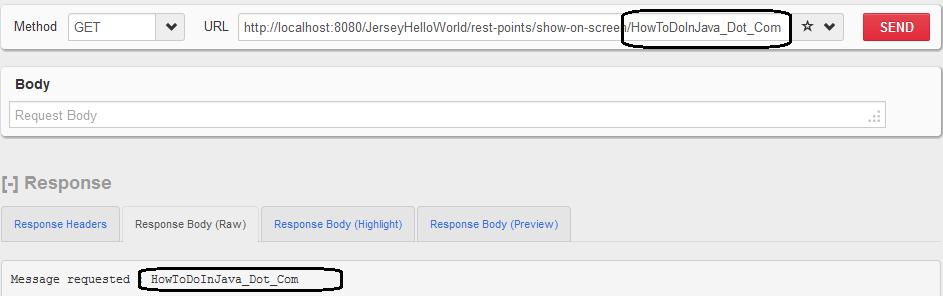 Method GET URL http://localhost:8080/JerseyHelloWorld/rest-points/show-on-screen/HowToDoInJava_Dot_Com SEND
Body
Request Body
[-] Response
Response Headers Response Body (Raw) Response Body (Highlight) Response Body (Preview)
Message requested : HowToDoInJava_Dot_Com